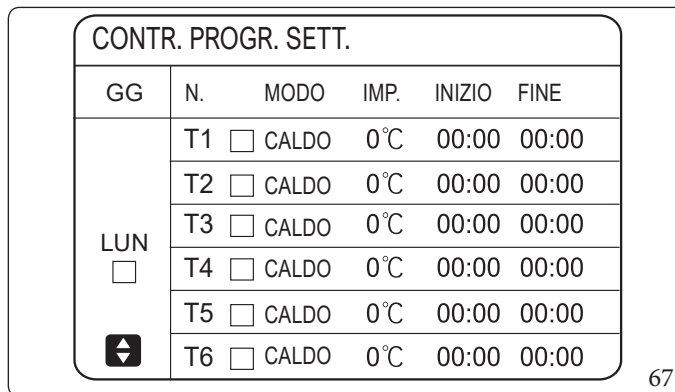 CONTR. PROGR. SETT.
GG N. MODO IMP. INIZIO FINE
T1 CALDO 0℃ 00:00 00:00
T2 CALDO 0℃ 00:00 00:00
T3 CALDO 0℃ 00:00 00:00
LUN
T4 CALDO 0℃ 00:00 00:00
T5 CALDO 0℃ 00:00 00:00
T6 CALDO 0℃ 00:00 00:00
67